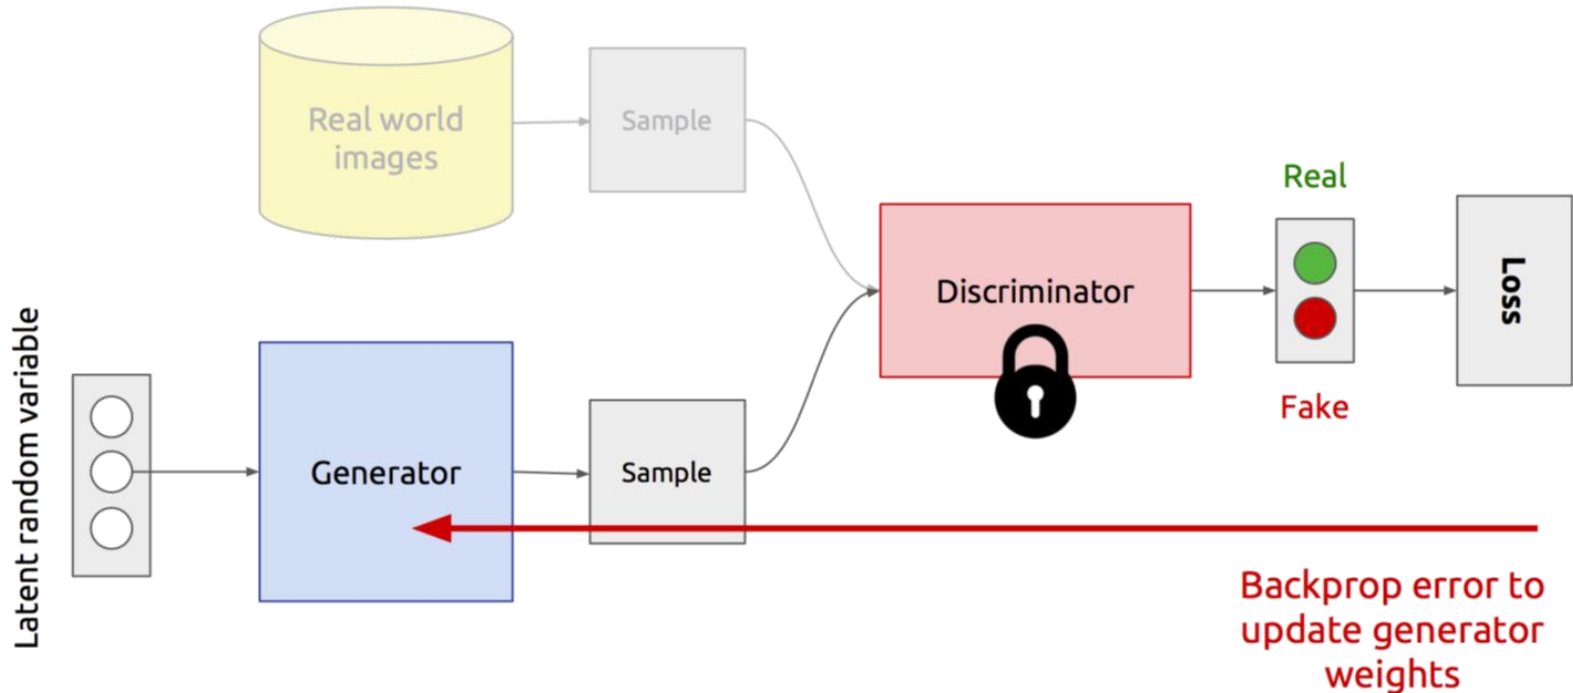 Real world
images
Sample
Real
Discriminator
Loss
Fake
Latent random variable
Generator
Sample
Backprop error to
update generator
weights